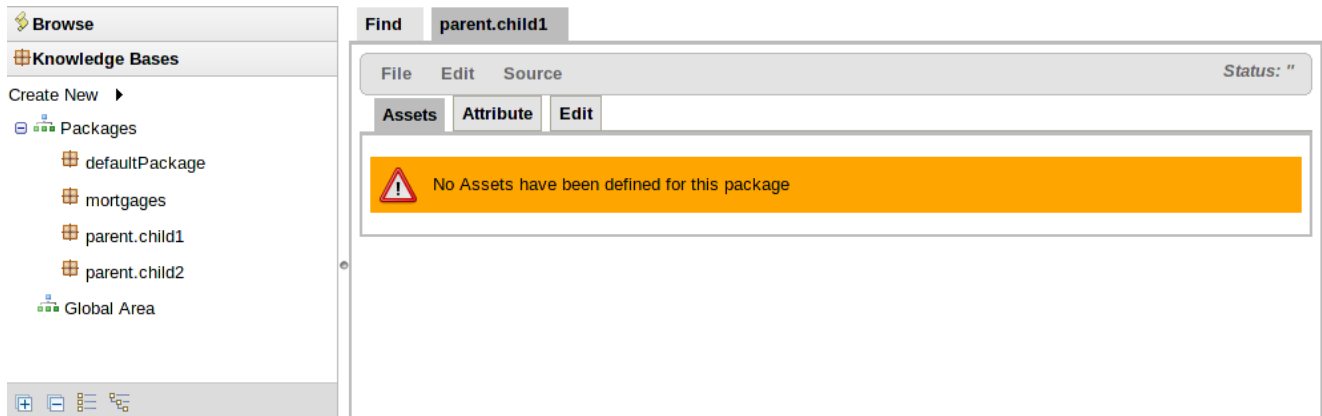 Browse
Knowledge Bases
Create New
Packages
defaultPackage
mortgages
parent.child1
parent.child2
Global Area
Find parent.child1
File Edit Source Status: "
Assets Attribute Edit
No Assets have been defined for this package